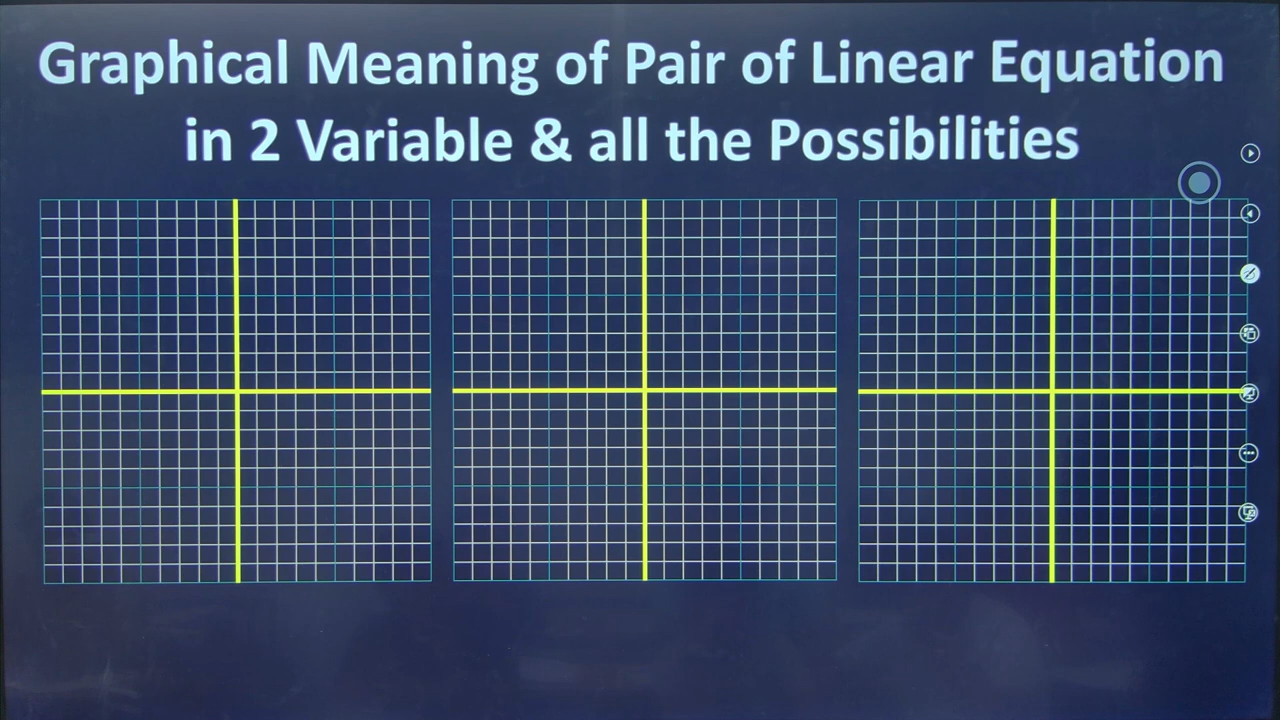 Graphical Meaning of Pair of Linear Equation
in 2 Variable & all the Possibilities